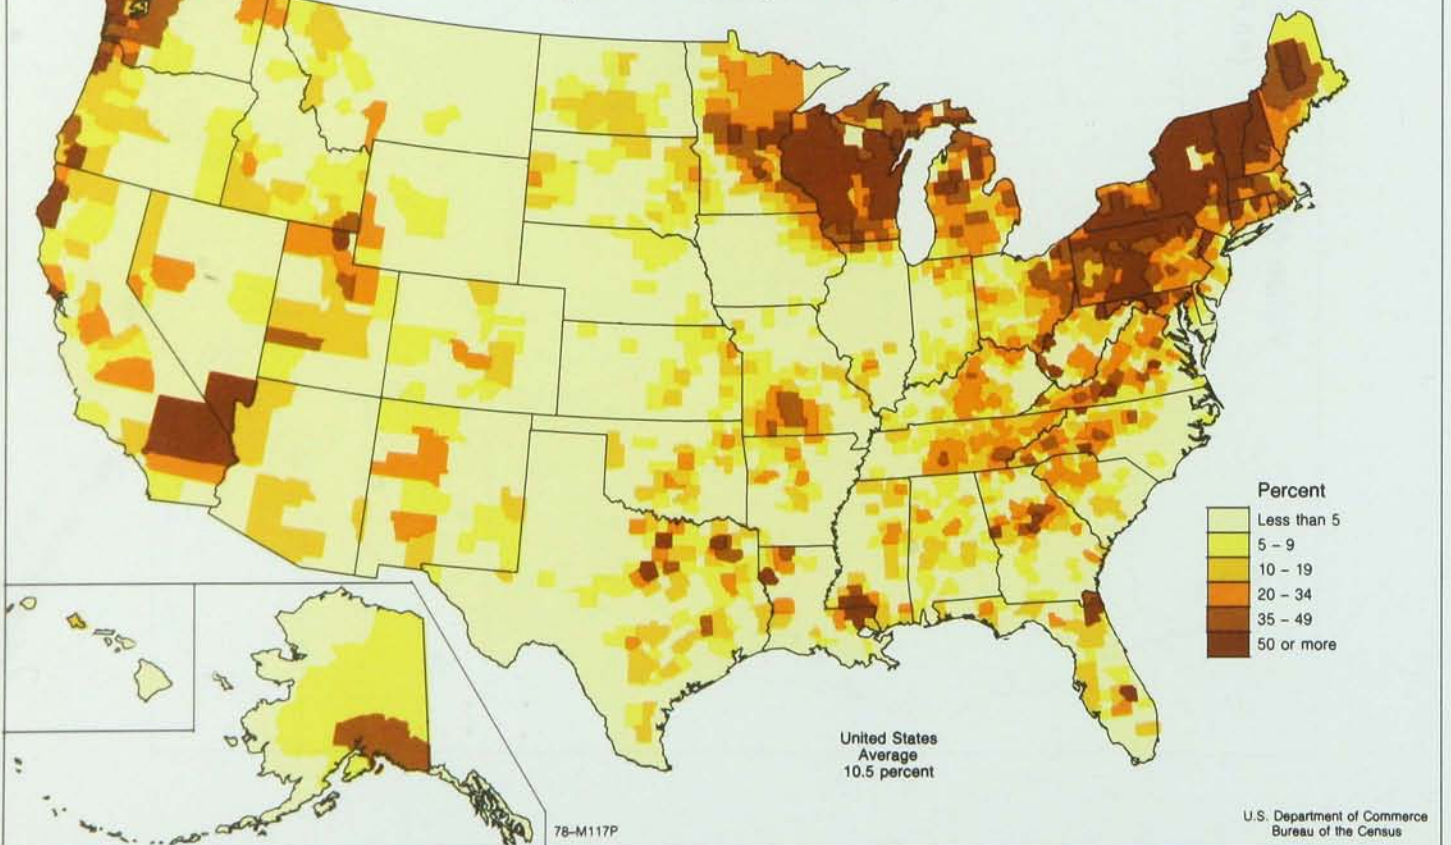 Percent
Less than 5
5 – 9
10 – 19
20 – 34
35 – 49
50 or more
United States
Average
10.5 percent
78–M117P
U.S. Department of Commerce
Bureau of the Census